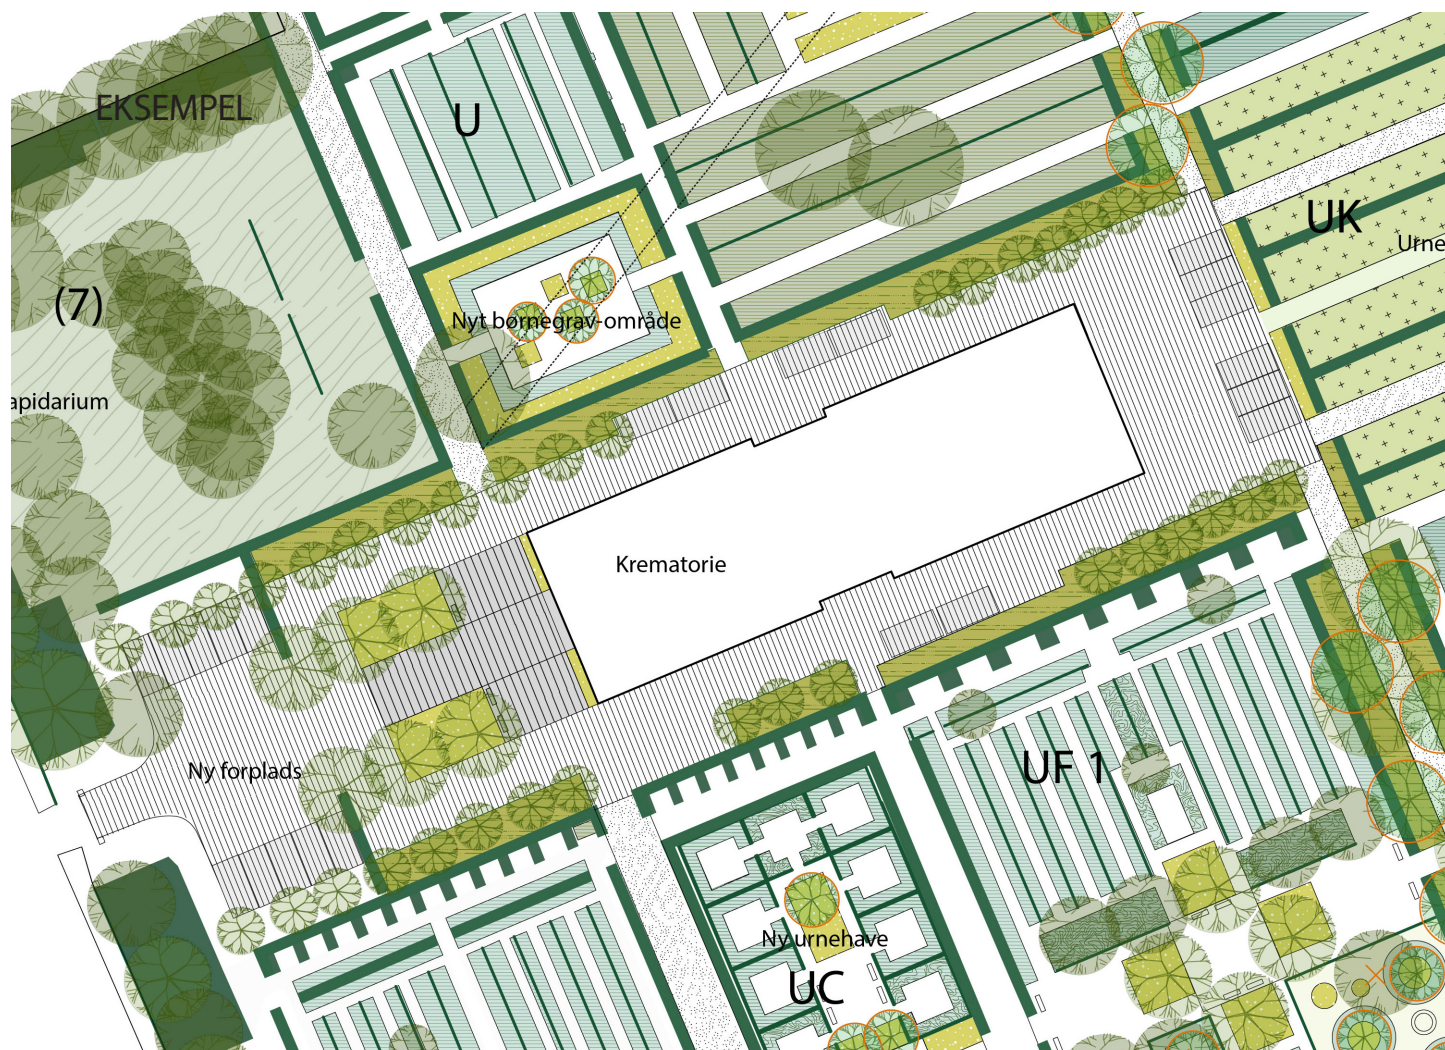 EKSEMPEL
U
UK
Urne
(7)
Nyt børnegrav-område
apidarium
Krematorie
Ny forplads
UF 1
Ny urnehave
UC